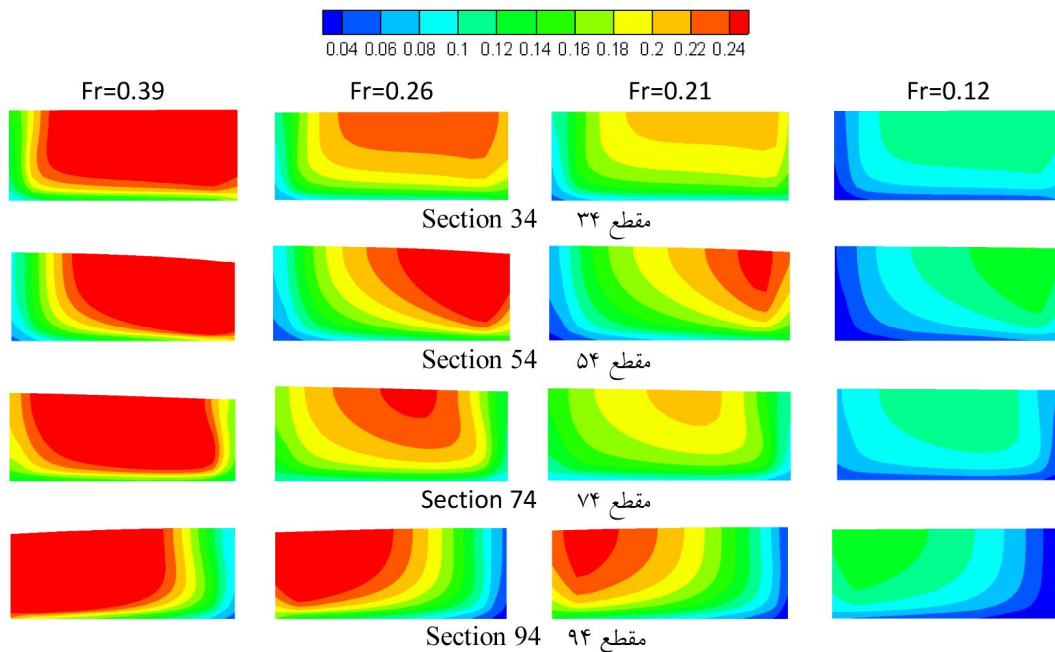 0.04 0.06 0.08 0.1 0.12 0.14 0.16 0.18 0.2 0.22 0.24
Fr=0.39 Fr=0.26 Fr=0.21 Fr=0.12
Section 34 مقطع ۳۴
Section 54 مقطع ۵۴
Section 74 مقطع ۷۴
Section 94 مقطع ۹۴